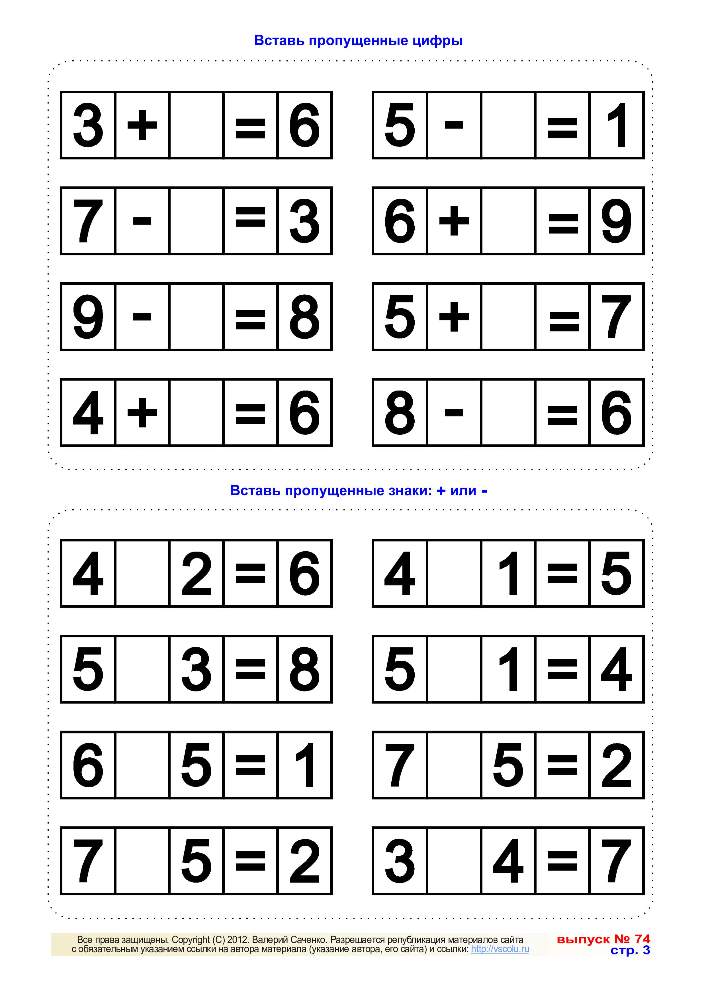 Вставь пропущенные цифры
3 + = 6 5 - = 1
7 - = 3 6 + = 9
9 - = 8 5 + = 7
4 + = 6 8 - = 6
Вставь пропущенные знаки: + или -
4 2 = 6 4 1 = 5
5 3 = 8 5 1 = 4
6 5 = 1 7 5 = 2
7 5 = 2 3 4 = 7
Все права защищены. Copyright (C) 2012. Валерий Саченко. Разрешается републикация материалов сайта
с обязательным указанием ссылки на автора материала (указание автора, его сайта) и ссылки: http://vscolu.ru
выпуск № 74
стр. 3